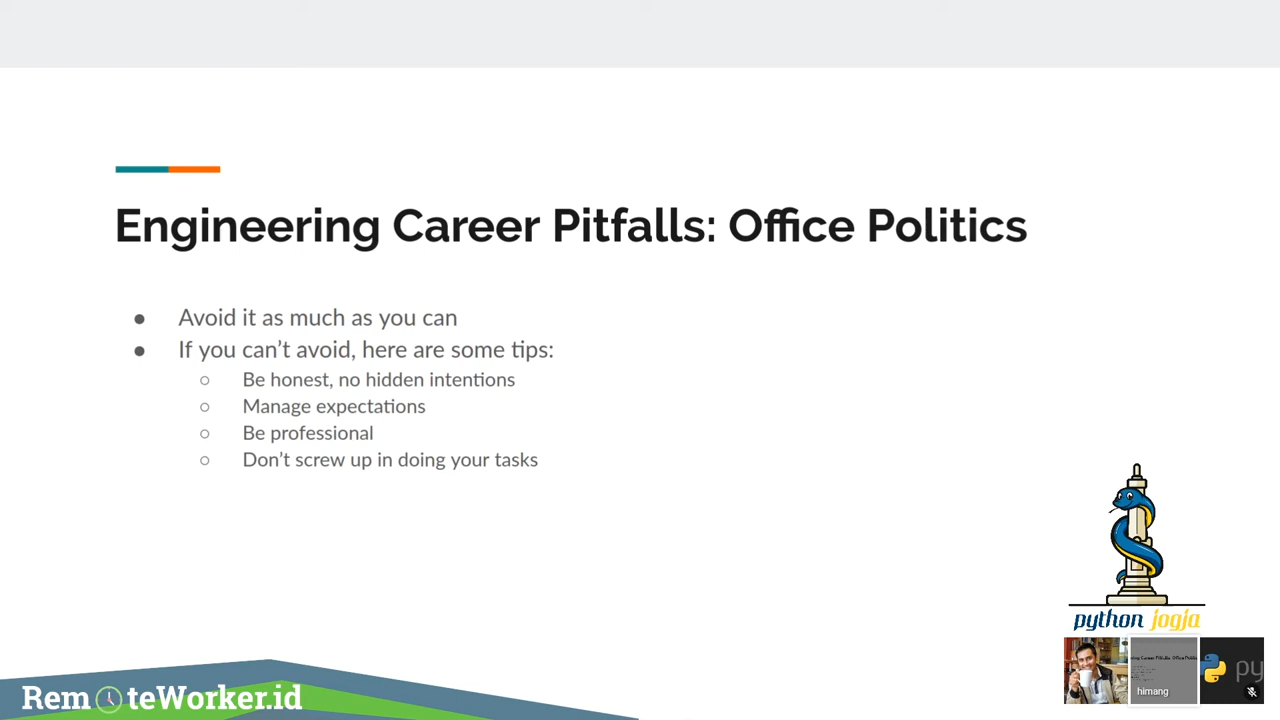 Engineering Career Pitfalls: Office Politics
● Avoid it as much as you can
● If you can’t avoid, here are some tips:
○ Be honest, no hidden intentions
○ Manage expectations
○ Be professional
○ Don’t screw up in doing your tasks
python jogja
himang
py
RemoteWorker.id